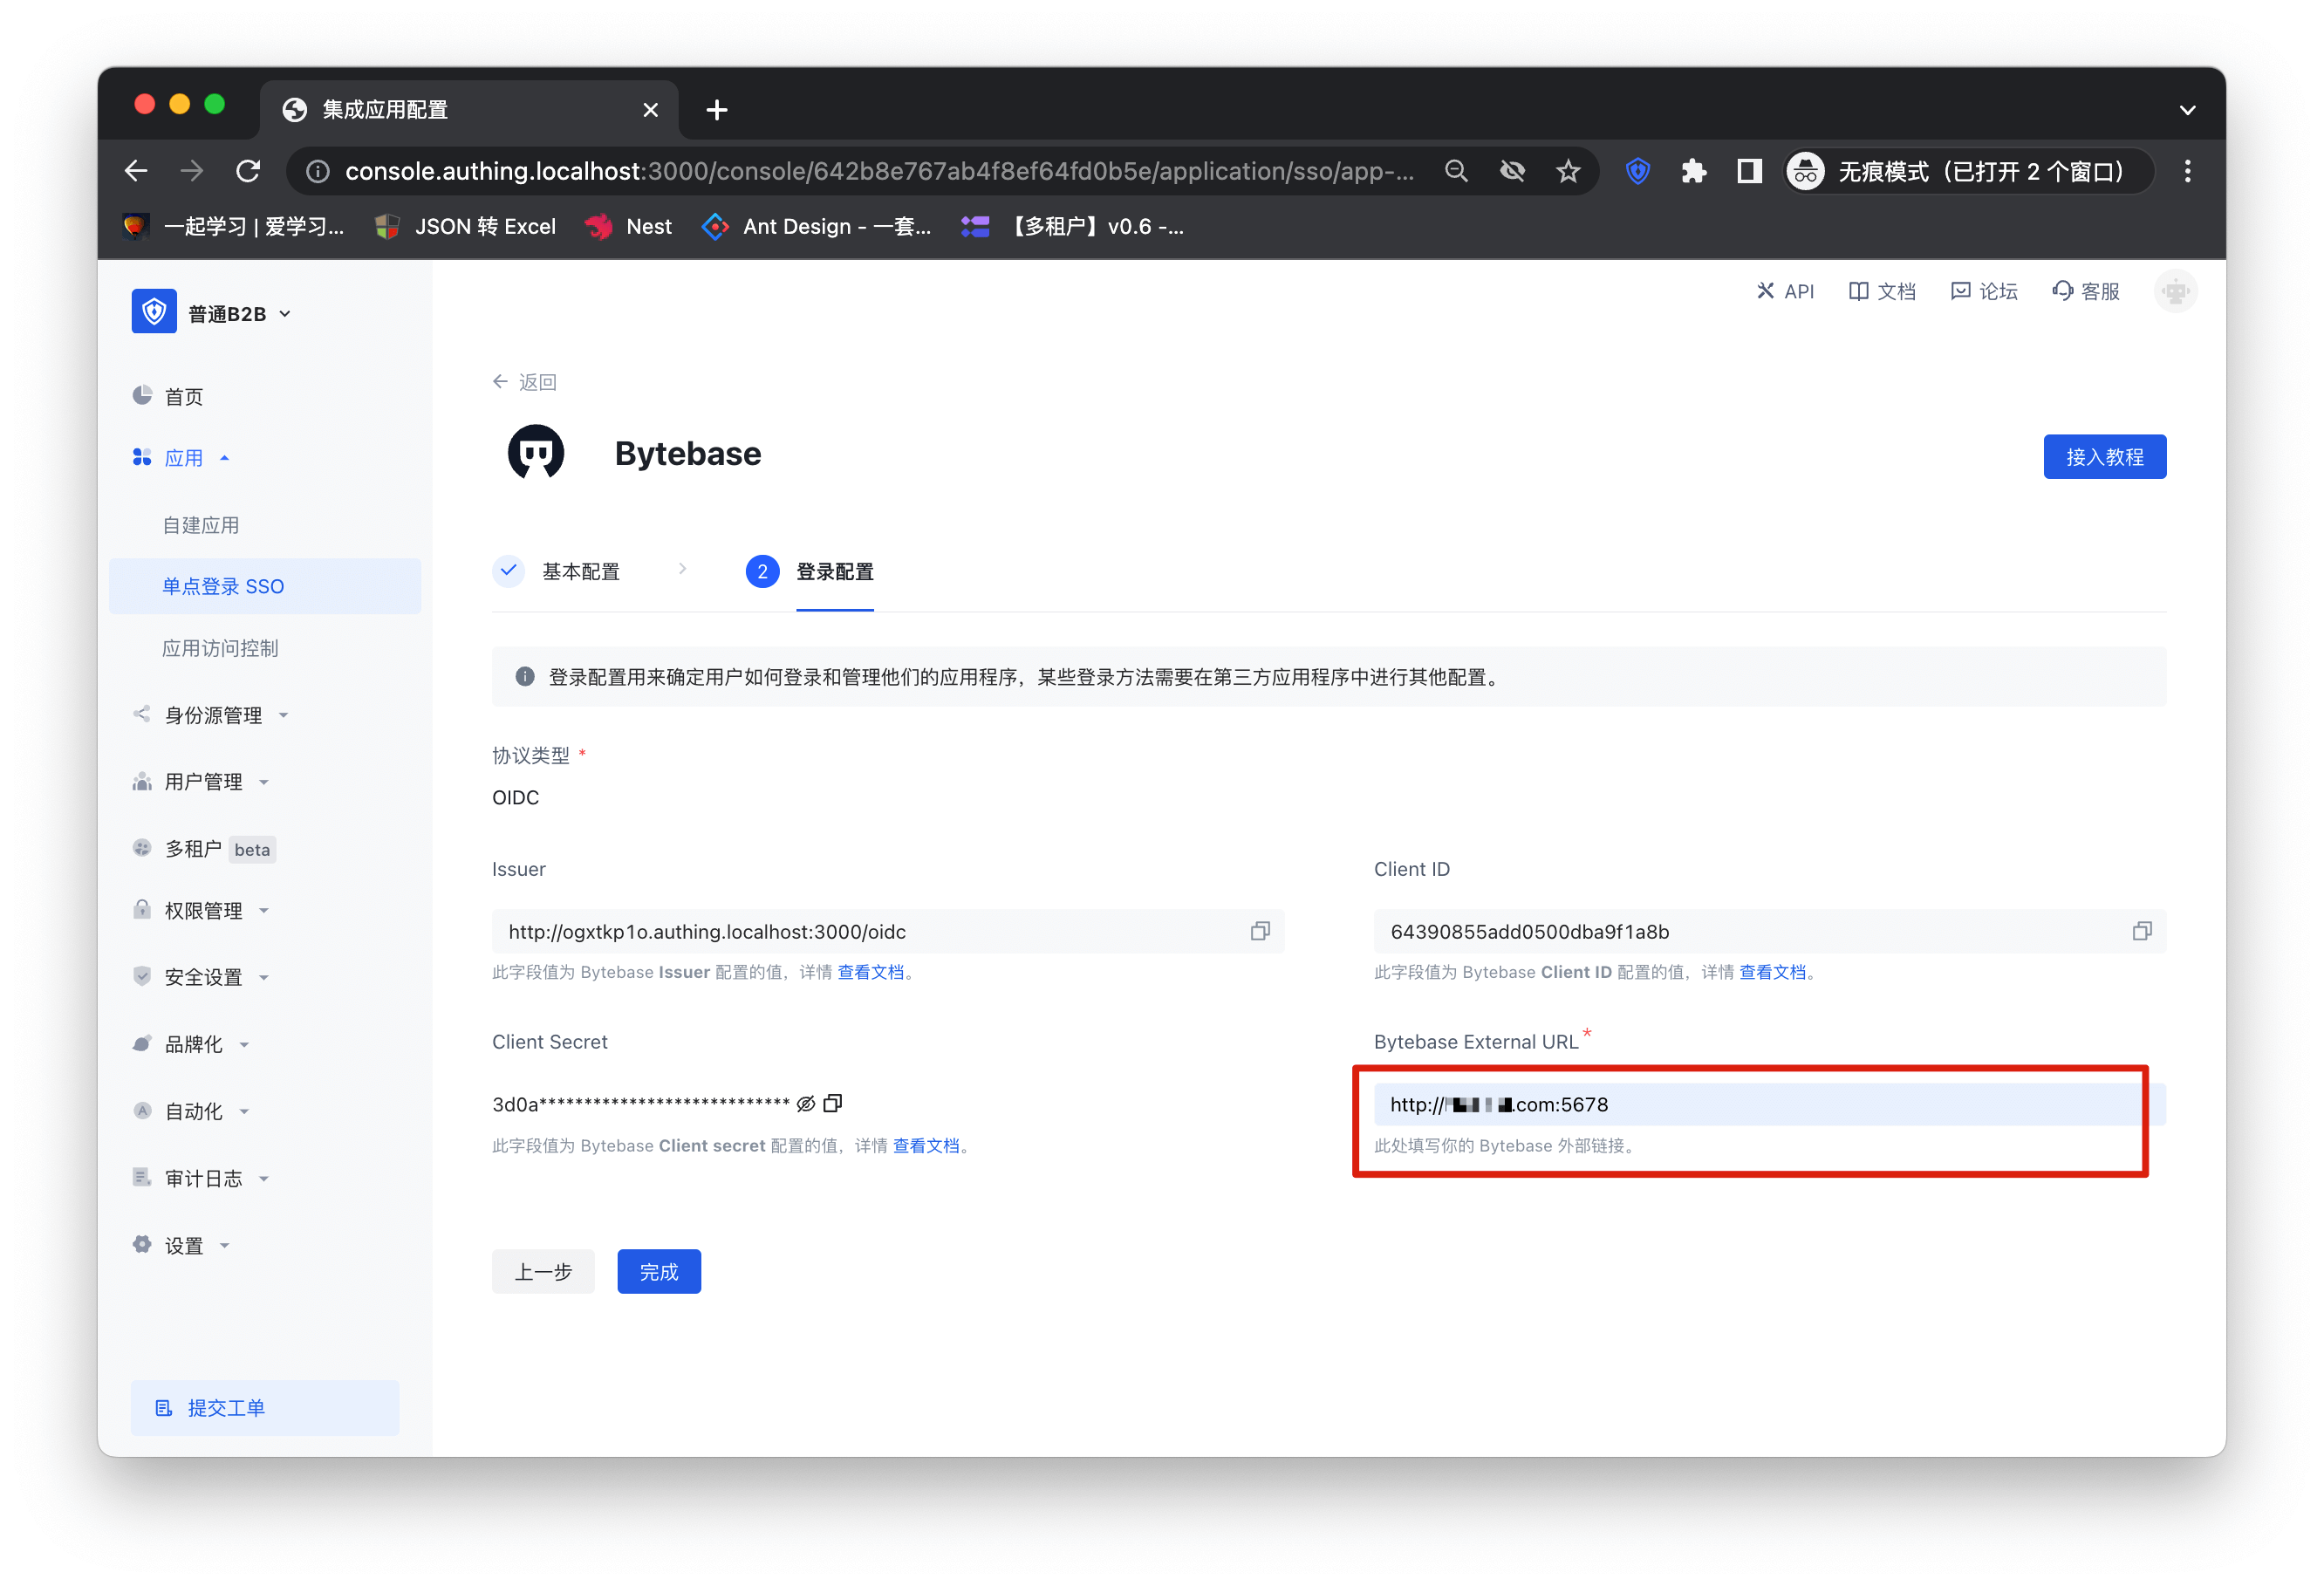 集成应用配置
console.authing.localhost:3000/console/642b8e767ab4f8ef64fd0b5e/application/sso/app-...
无痕模式（已打开 2 个窗口）
一起学习 | 爱学习...
JSON 转 Excel
Nest
Ant Design - 一套...
【多租户】v0.6 -...
普通B2B
API
文档
论坛
客服
首页
应用
自建应用
单点登录 SSO
应用访问控制
身份源管理
用户管理
多租户 beta
权限管理
安全设置
品牌化
自动化
审计日志
设置
提交工单
返回
Bytebase
接入教程
基本配置
2 登录配置
登录配置用来确定用户如何登录和管理他们的应用程序，某些登录方法需要在第三方应用程序中进行其他配置。
协议类型 *
OIDC
Issuer
http://ogxtkp1o.authing.localhost:3000/oidc
此字段值为 Bytebase Issuer 配置的值，详情 查看文档。
Client ID
64390855add0500dba9f1a8b
此字段值为 Bytebase Client ID 配置的值，详情 查看文档。
Client Secret
3d0a****************************
此字段值为 Bytebase Client secret 配置的值，详情 查看文档。
Bytebase External URL *
http:// .com:5678
此处填写你的 Bytebase 外部链接。
上一步
完成